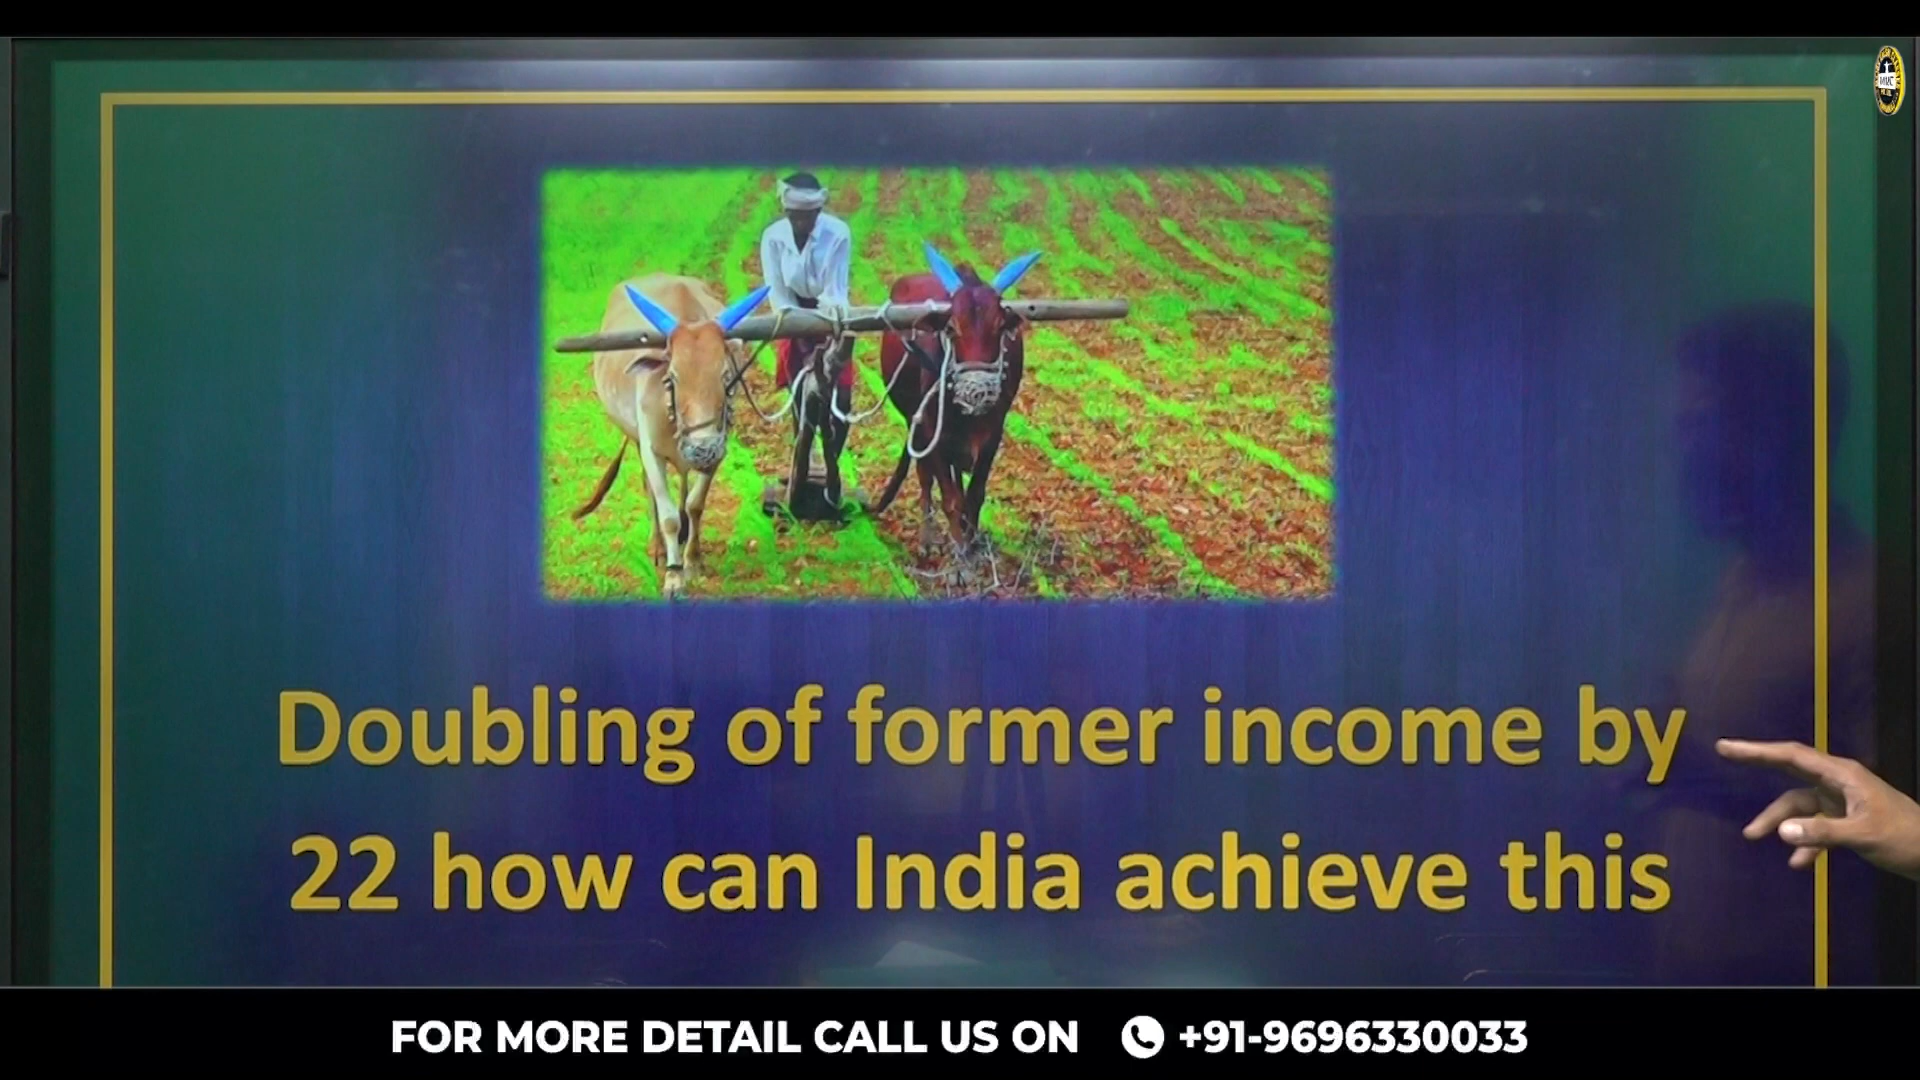 Doubling of former income by
22 how can India achieve this
FOR MORE DETAIL CALL US ON +91-9696330033